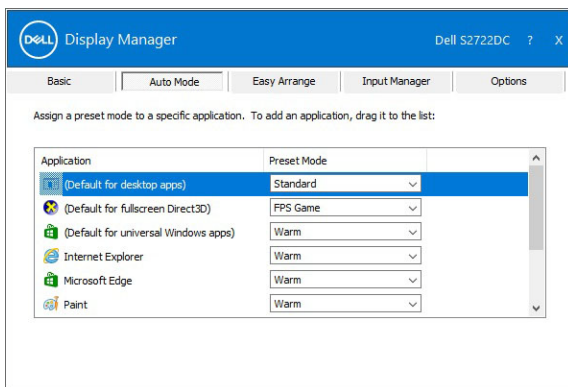 DELL Display Manager Dell S2722DC ? X
Basic Auto Mode Easy Arrange Input Manager Options
Assign a preset mode to a specific application. To add an application, drag it to the list:
Application Preset Mode
(Default for desktop apps) Standard
(Default for fullscreen Direct3D) FPS Game
(Default for universal Windows apps) Warm
Internet Explorer Warm
Microsoft Edge Warm
Paint Warm